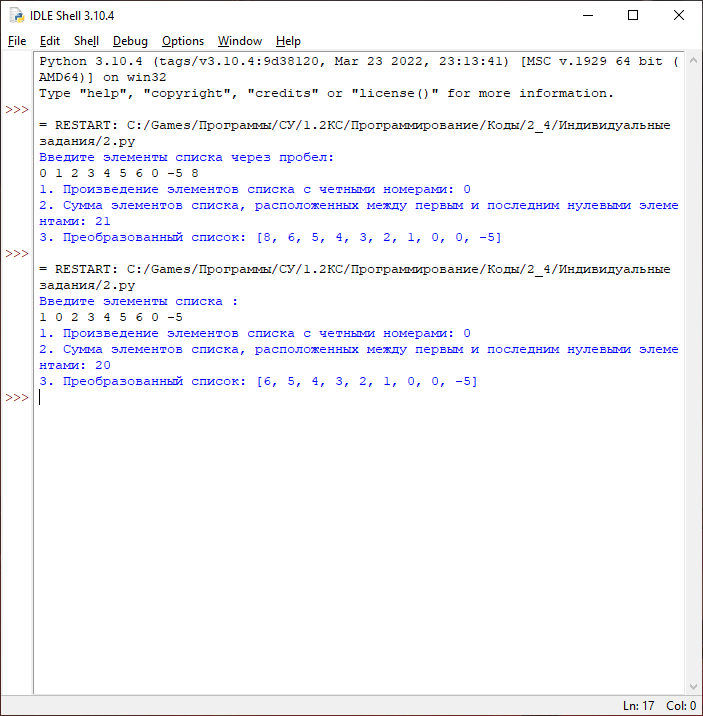 IDLE Shell 3.10.4
File Edit Shell Debug Options Window Help
Python 3.10.4 (tags/v3.10.4:9d38120, Mar 23 2022, 23:13:41) [MSC v.1929 64 bit (
AMD64)] on win32
Type "help", "copyright", "credits" or "license()" for more information.
>>>
= RESTART: C:/Games/Программы/СУ/1.2КС/Программирование/Коды/2_4/Индивидуальные
задания/2.py
Введите элементы списка через пробел:
0 1 2 3 4 5 6 0 -5 8
1. Произведение элементов списка с четными номерами: 0
2. Сумма элементов списка, расположенных между первым и последним нулевыми элеме
нтами: 21
3. Преобразованный список: [8, 6, 5, 4, 3, 2, 1, 0, 0, -5]
>>>
= RESTART: C:/Games/Программы/СУ/1.2КС/Программирование/Коды/2_4/Индивидуальные
задания/2.py
Введите элементы списка :
1 0 2 3 4 5 6 0 -5
1. Произведение элементов списка с четными номерами: 0
2. Сумма элементов списка, расположенных между первым и последним нулевыми элеме
нтами: 20
3. Преобразованный список: [6, 5, 4, 3, 2, 1, 0, 0, -5]
>>>
Ln: 17 Col: 0